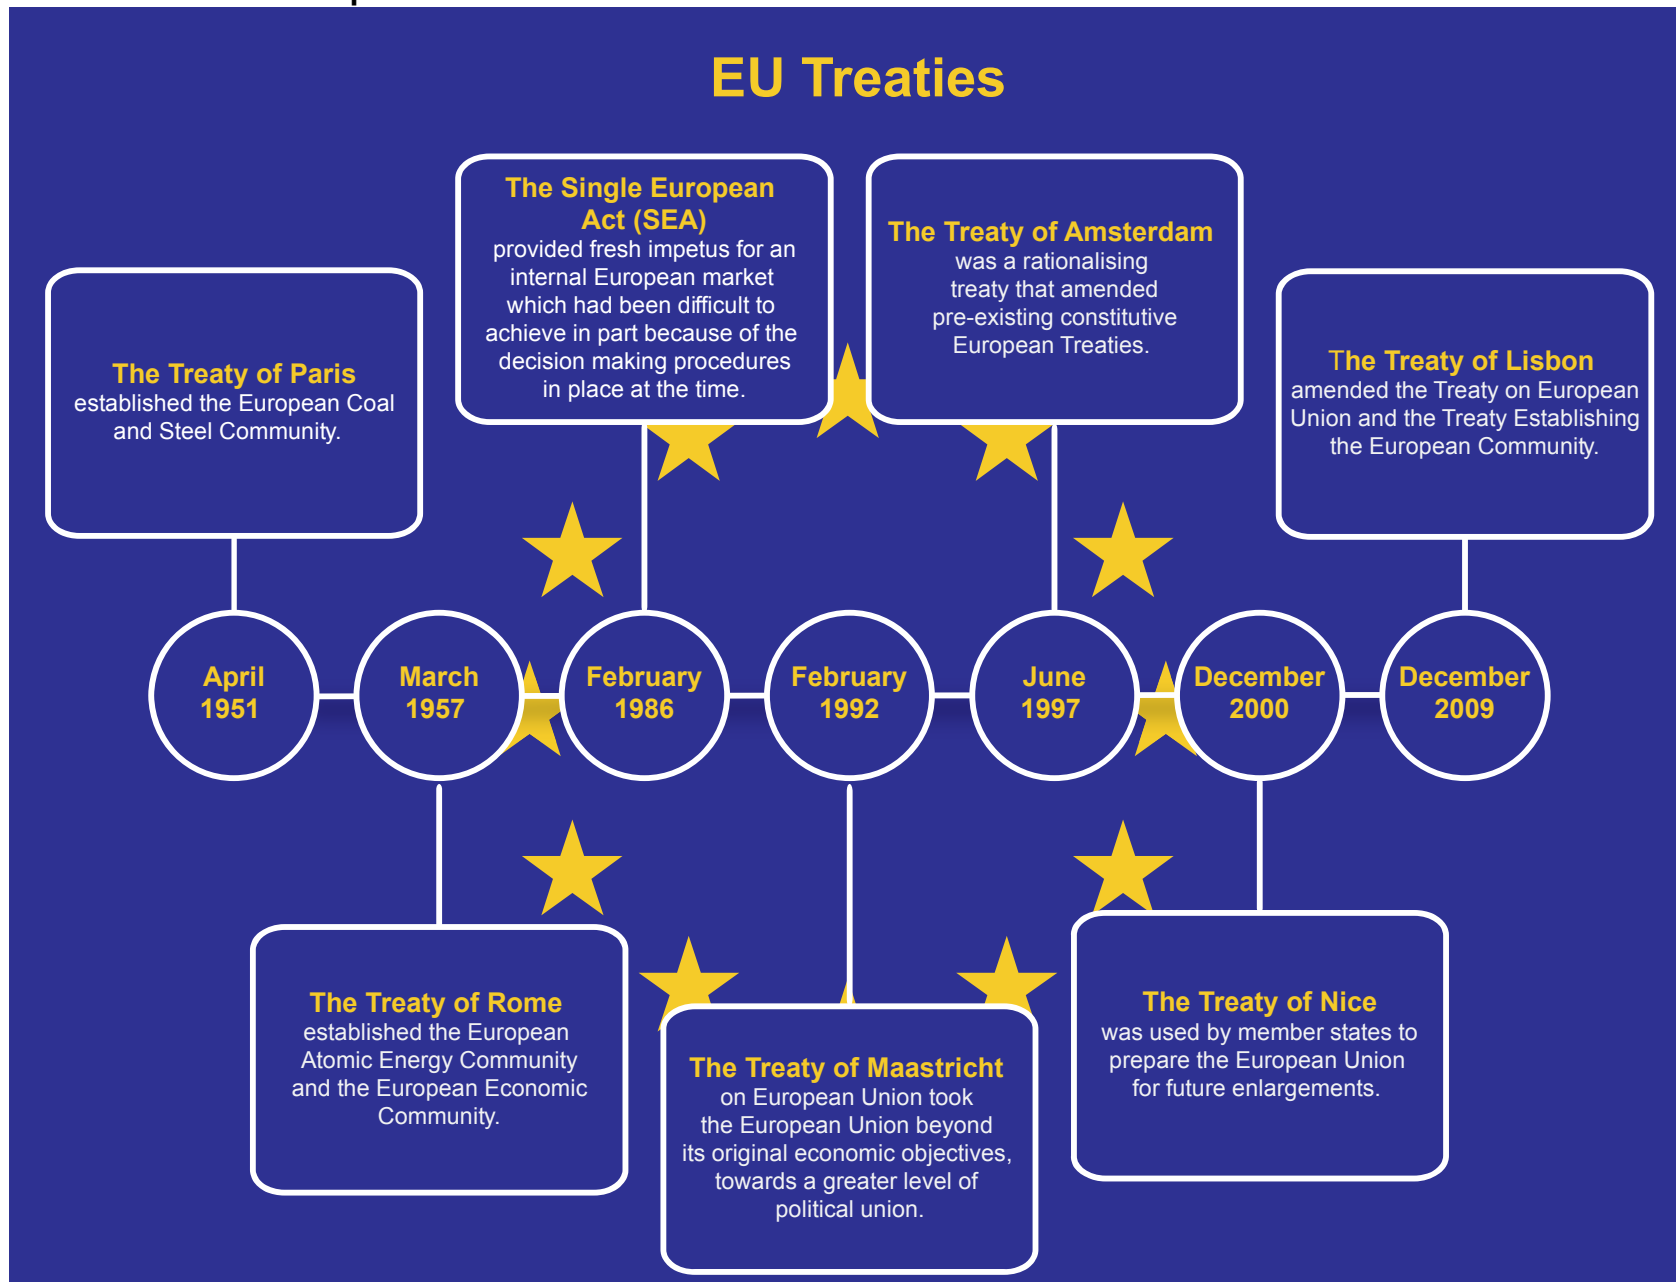 EU Treaties
The Single European
Act (SEA)
provided fresh impetus for an
internal European market
which had been difficult to
achieve in part because of the
decision making procedures
in place at the time.
The Treaty of Amsterdam
was a rationalising
treaty that amended
pre-existing constitutive
European Treaties.
The Treaty of Paris
established the European Coal
and Steel Community.
The Treaty of Lisbon
amended the Treaty on European
Union and the Treaty Establishing
the European Community.
April
1951
March
1957
February
1986
February
1992
June
1997
December
2000
December
2009
The Treaty of Rome
established the European
Atomic Energy Community
and the European Economic
Community.
The Treaty of Maastricht
on European Union took
the European Union beyond
its original economic objectives,
towards a greater level of
political union.
The Treaty of Nice
was used by member states to
prepare the European Union
for future enlargements.